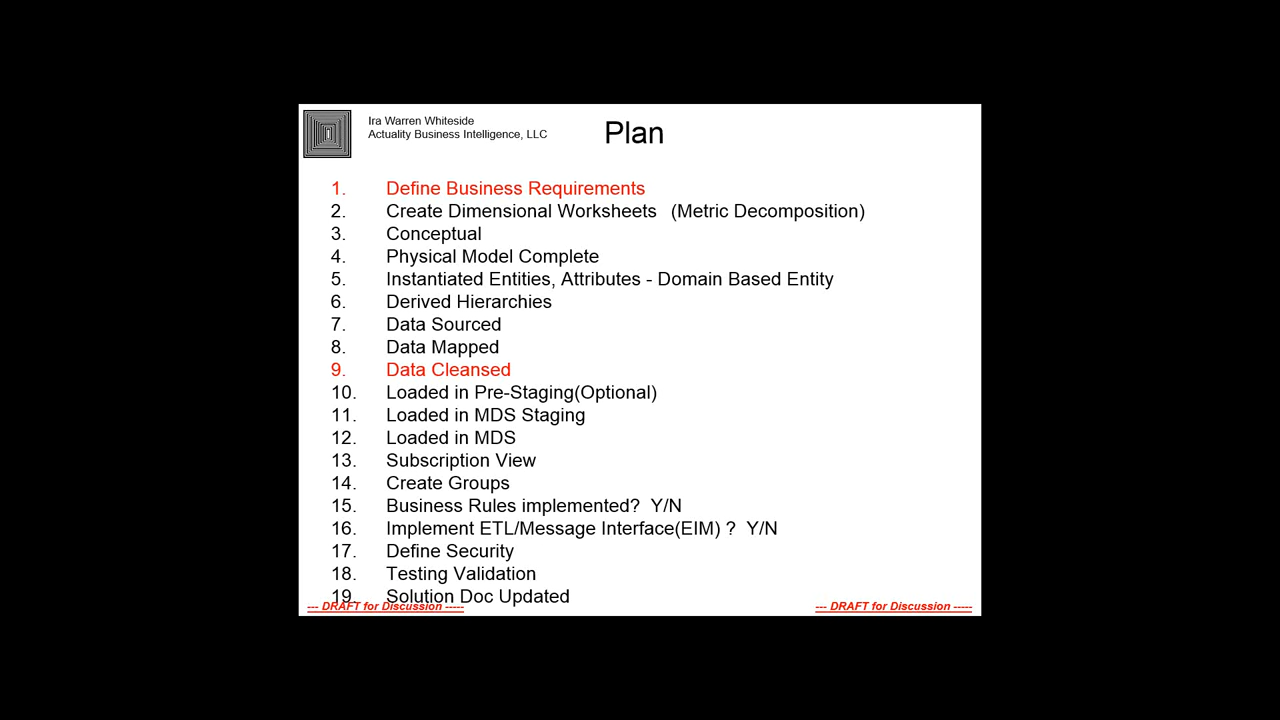 Ira Warren Whiteside
Actuality Business Intelligence, LLC
Plan
1. Define Business Requirements
2. Create Dimensional Worksheets (Metric Decomposition)
3. Conceptual
4. Physical Model Complete
5. Instantiated Entities, Attributes - Domain Based Entity
6. Derived Hierarchies
7. Data Sourced
8. Data Mapped
9. Data Cleansed
10. Loaded in Pre-Staging(Optional)
11. Loaded in MDS Staging
12. Loaded in MDS
13. Subscription View
14. Create Groups
15. Business Rules implemented? Y/N
16. Implement ETL/Message Interface(EIM) ? Y/N
17. Define Security
18. Testing Validation
19. Solution Doc Updated
--- DRAFT for Discussion -----
--- DRAFT for Discussion -----